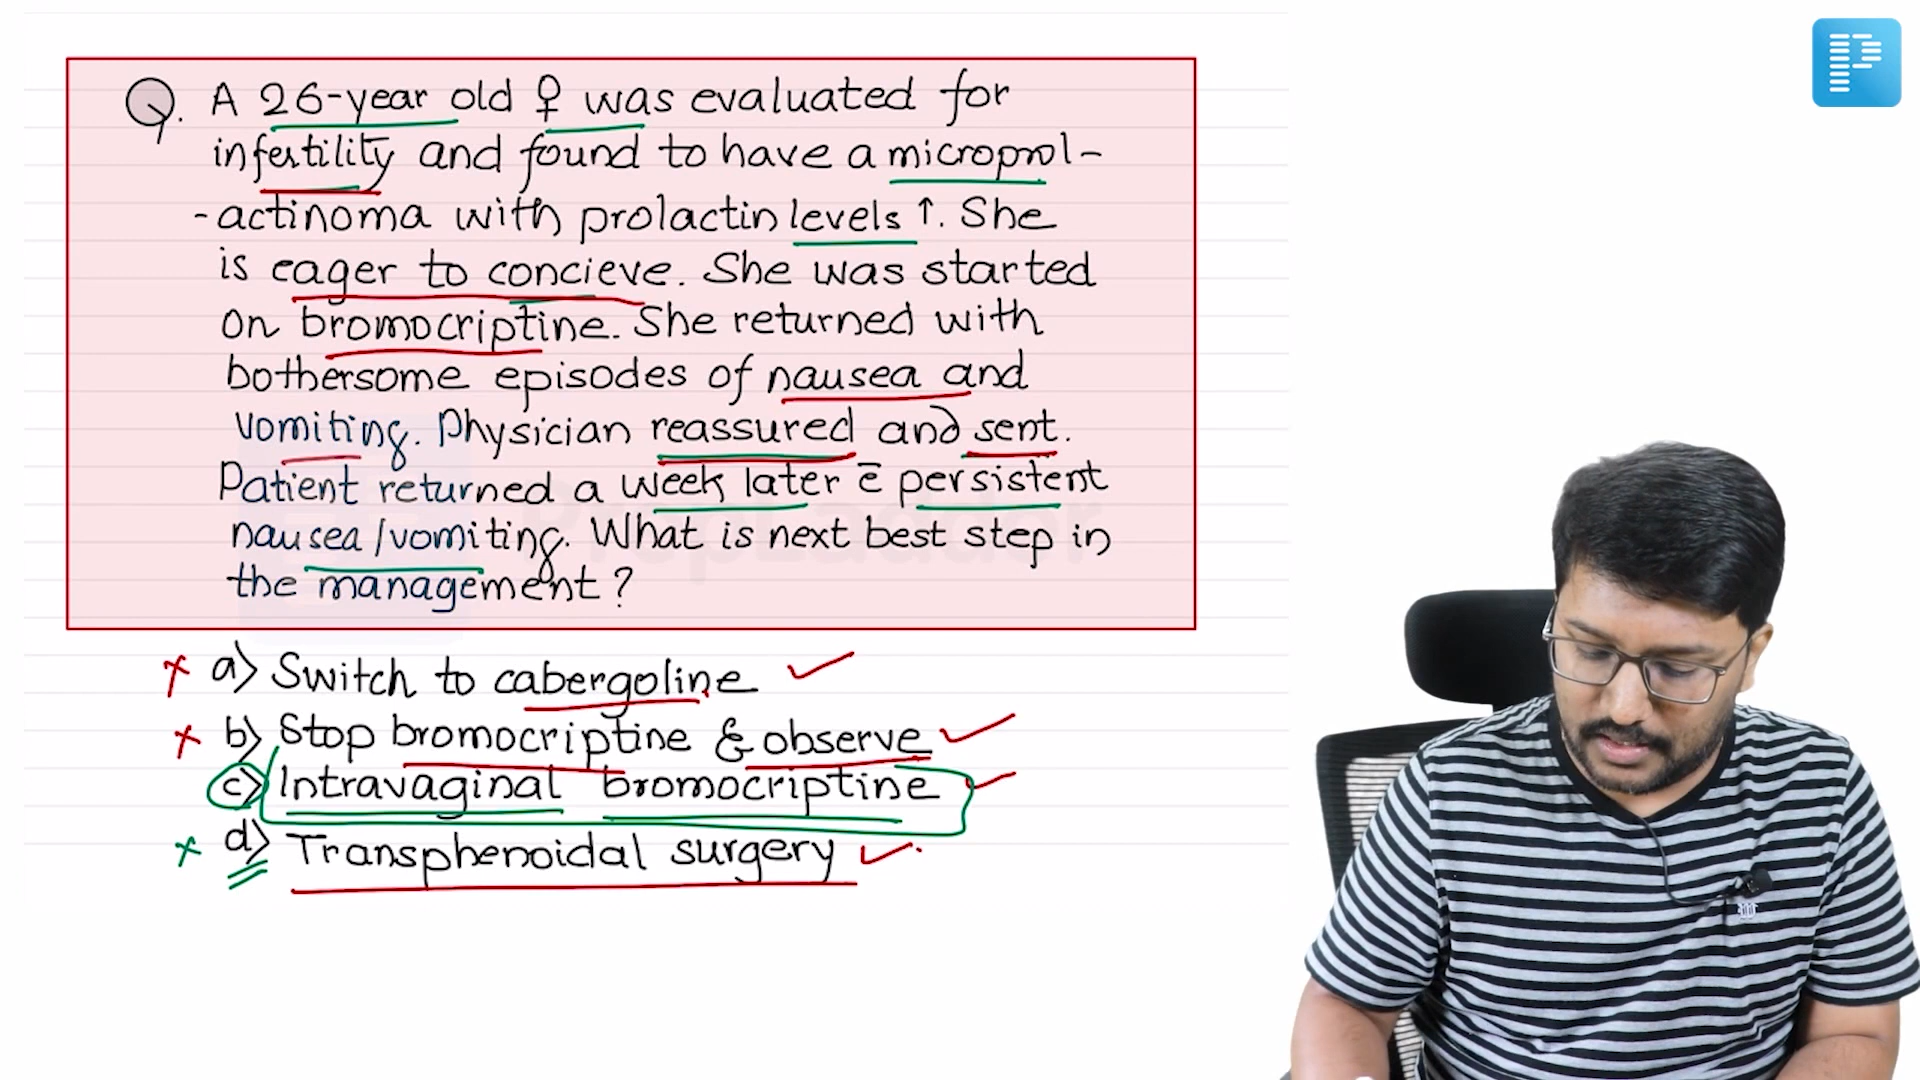 Q. A 26-year old ♀ was evaluated for
infertility and found to have a microprol-
-actinoma with prolactin levels ↑. She
is eager to concieve. She was started
on bromocriptine. She returned with
bothersome episodes of nausea and
vomiting. Physician reassured and sent.
Patient returned a week later c̄ persistent
nausea/vomiting. What is next best step in
the management?
x a) Switch to cabergoline ✓
x b) Stop bromocriptine & observe ✓
c) Intravaginal bromocriptine ✓
x d) Transphenoidal surgery ✓
PrepLadder